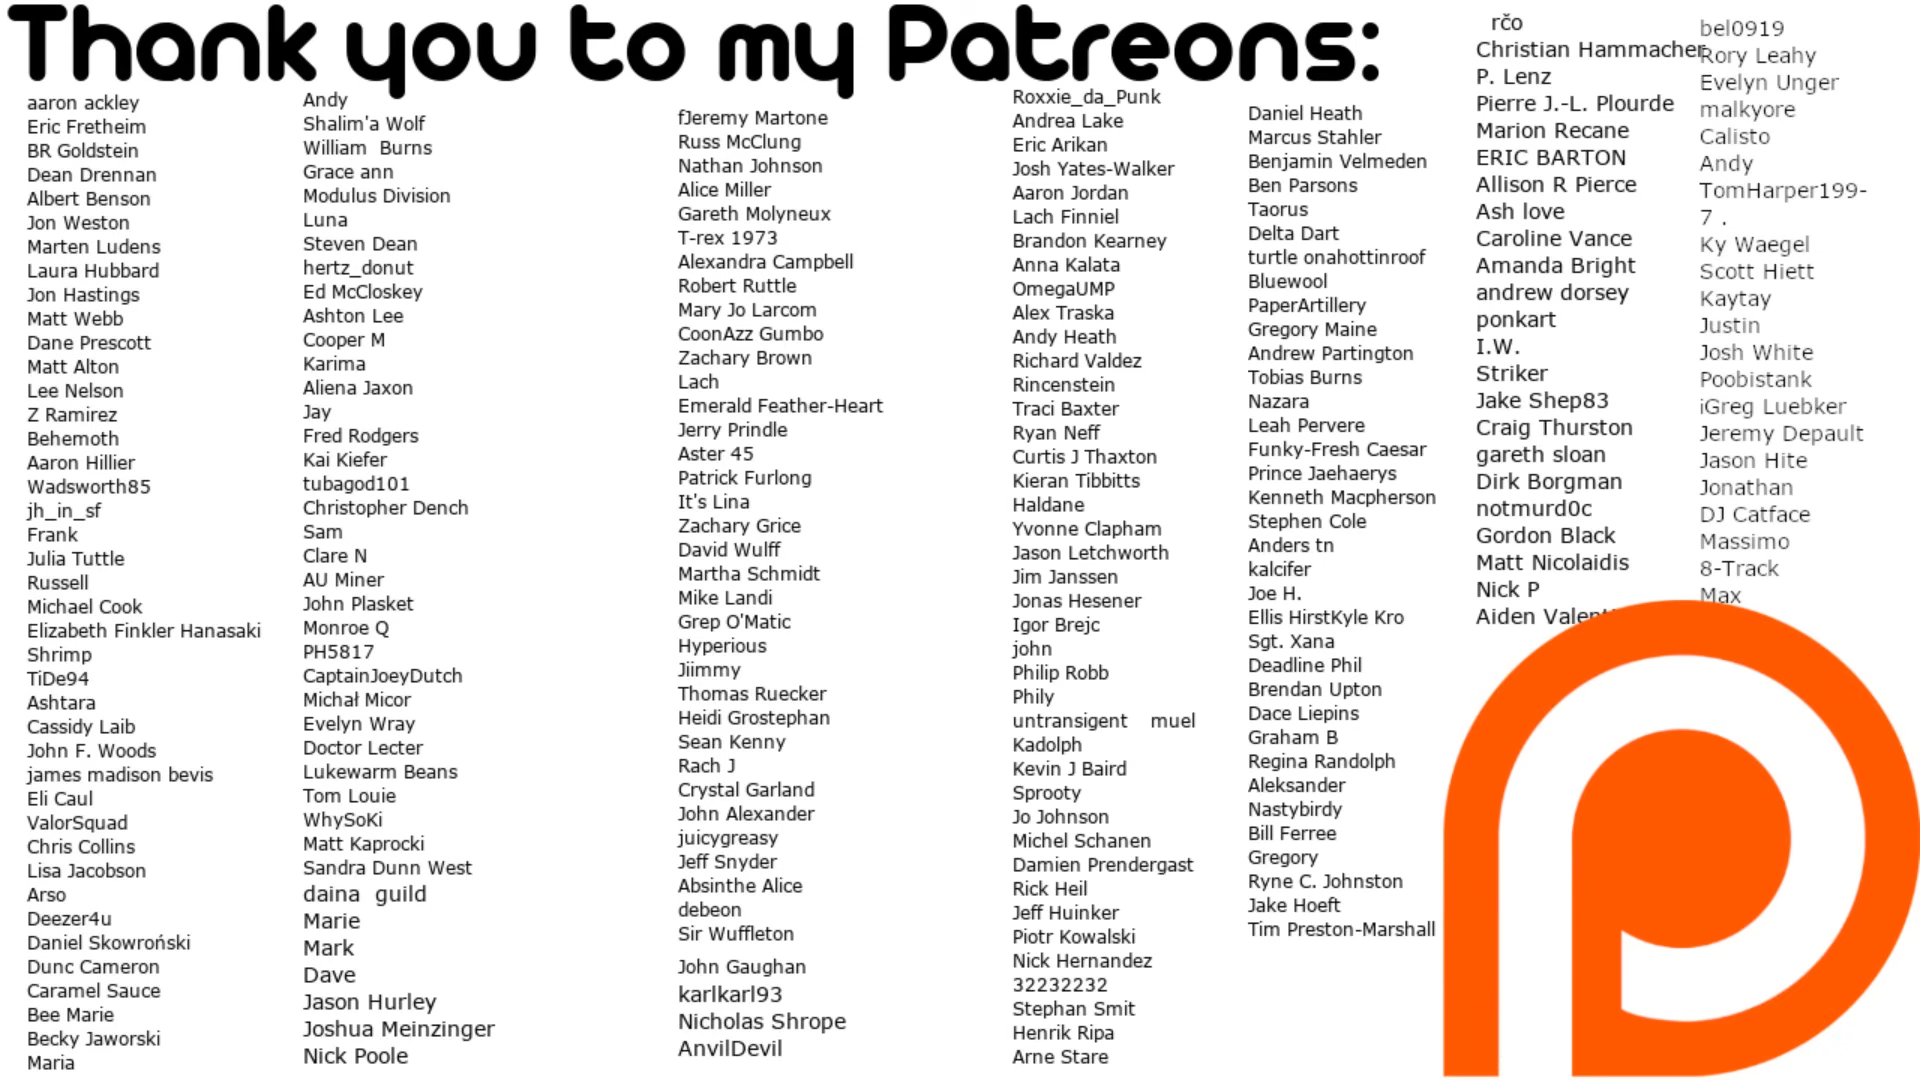 Thank you to my Patreons:
aaron ackley
Eric Fretheim
BR Goldstein
Dean Drennan
Albert Benson
Jon Weston
Marten Ludens
Laura Hubbard
Jon Hastings
Matt Webb
Dane Prescott
Matt Alton
Lee Nelson
Z Ramirez
Behemoth
Aaron Hillier
Wadsworth85
jh_in_sf
Frank
Julia Tuttle
Russell
Michael Cook
Elizabeth Finkler Hanasaki
Shrimp
TiDe94
Ashtara
Cassidy Laib
John F. Woods
james madison bevis
Eli Caul
ValorSquad
Chris Collins
Lisa Jacobson
Arso
Deezer4u
Daniel Skowroński
Dunc Cameron
Caramel Sauce
Bee Marie
Becky Jaworski
Maria
Andy
Shalim'a Wolf
William  Burns
Grace ann
Modulus Division
Luna
Steven Dean
hertz_donut
Ed McCloskey
Ashton Lee
Cooper M
Karima
Aliena Jaxon
Jay
Fred Rodgers
Kai Kiefer
tubagod101
Christopher Dench
Sam
Clare N
AU Miner
John Plasket
Monroe Q
PH5817
CaptainJoeyDutch
Michał Micor
Evelyn Wray
Doctor Lecter
Lukewarm Beans
Tom Louie
WhySoKi
Matt Kaprocki
Sandra Dunn West
daina  guild
Marie
Mark
Dave
Jason Hurley
Joshua Meinzinger
Nick Poole
fJeremy Martone
Russ McClung
Nathan Johnson
Alice Miller
Gareth Molyneux
T-rex 1973
Alexandra Campbell
Robert Ruttle
Mary Jo Larcom
CoonAzz Gumbo
Zachary Brown
Lach
Emerald Feather-Heart
Jerry Prindle
Aster 45
Patrick Furlong
It's Lina
Zachary Grice
David Wulff
Martha Schmidt
Mike Landi
Grep O'Matic
Hyperious
Jiimmy
Thomas Ruecker
Heidi Grostephan
Sean Kenny
Rach J
Crystal Garland
John Alexander
juicygreasy
Jeff Snyder
Absinthe Alice
debeon
Sir Wuffleton
John Gaughan
karlkarl93
Nicholas Shrope
AnvilDevil
Roxxie_da_Punk
Andrea Lake
Eric Arikan
Josh Yates-Walker
Aaron Jordan
Lach Finniel
Brandon Kearney
Anna Kalata
OmegaUMP
Alex Traska
Andy Heath
Richard Valdez
Rincenstein
Traci Baxter
Ryan Neff
Curtis J Thaxton
Kieran Tibbitts
Haldane
Yvonne Clapham
Jason Letchworth
Jim Janssen
Jonas Hesener
Igor Brejc
john
Philip Robb
Phily
untransigent   muel
Kadolph
Kevin J Baird
Sprooty
Jo Johnson
Michel Schanen
Damien Prendergast
Rick Heil
Jeff Huinker
Piotr Kowalski
Nick Hernandez
32232232
Stephan Smit
Henrik Ripa
Arne Stare
Daniel Heath
Marcus Stahler
Benjamin Velmeden
Ben Parsons
Taorus
Delta Dart
turtle onahottinroof
Bluewool
PaperArtillery
Gregory Maine
Andrew Partington
Tobias Burns
Nazara
Leah Pervere
Funky-Fresh Caesar
Prince Jaehaerys
Kenneth Macpherson
Stephen Cole
Anders tn
kalcifer
Joe H.
Ellis HirstKyle Kro
Sgt. Xana
Deadline Phil
Brendan Upton
Dace Liepins
Graham B
Regina Randolph
Aleksander
Nastybirdy
Bill Ferree
Gregory
Ryne C. Johnston
Jake Hoeft
Tim Preston-Marshall
rčo
Christian Hammacher
P. Lenz
Pierre J.-L. Plourde
Marion Recane
ERIC BARTON
Allison R Pierce
Ash love
Caroline Vance
Amanda Bright
andrew dorsey
ponkart
I.W.
Striker
Jake Shep83
Craig Thurston
gareth sloan
Dirk Borgman
notmurd0c
Gordon Black
Matt Nicolaidis
Nick P
Aiden
bel0919
Rory Leahy
Evelyn Unger
malkyore
Calisto
Andy
TomHarper199-
7 .
Ky Waegel
Scott Hiett
Kaytay
Justin
Josh White
Poobistank
iGreg Luebker
Jeremy Depault
Jason Hite
Jonathan
DJ Catface
Massimo
8-Track
Max